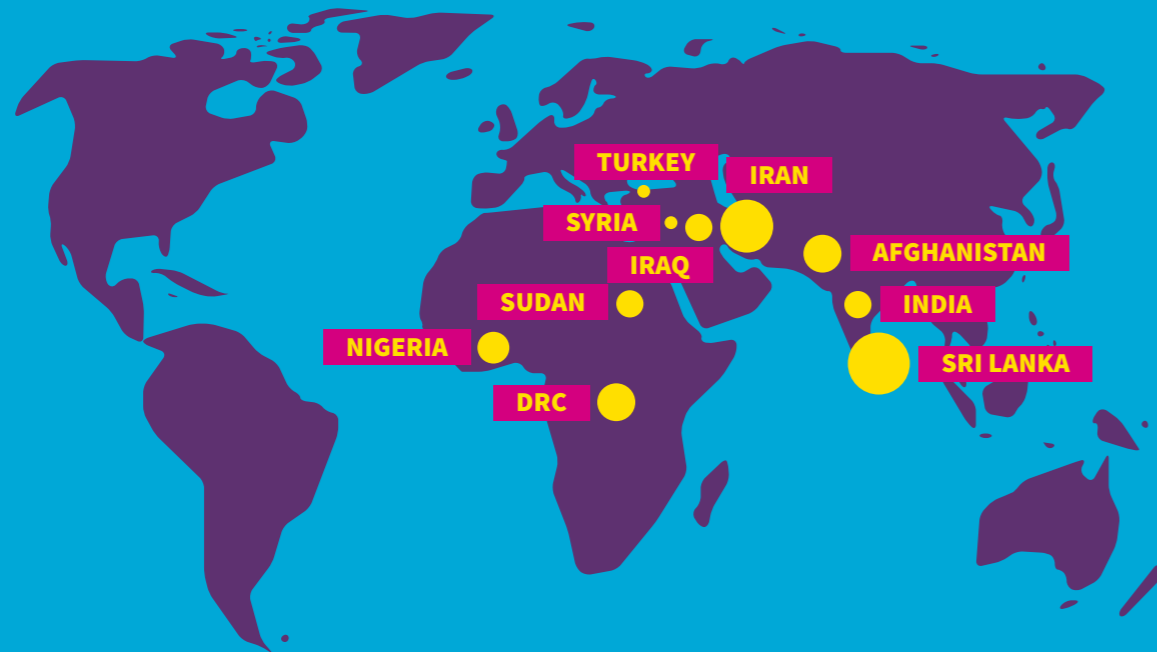 TURKEY
IRAN
SYRIA
AFGHANISTAN
IRAQ
SUDAN
INDIA
NIGERIA
SRI LANKA
DRC